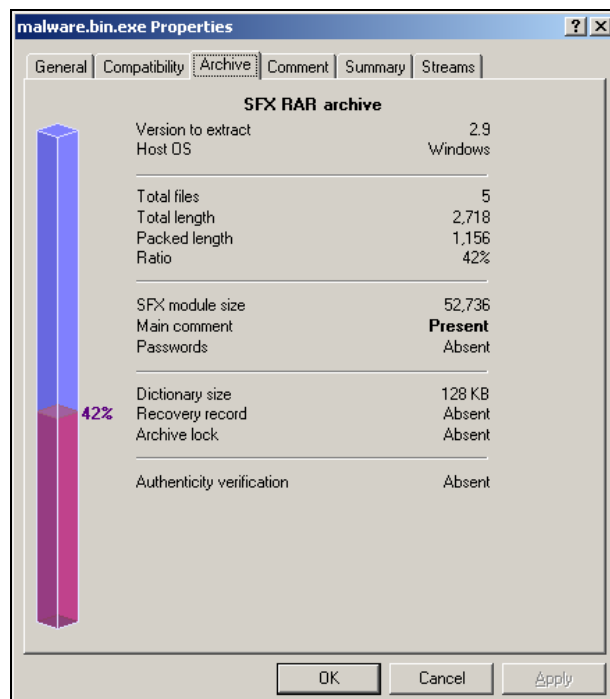 malware.bin.exe Properties
General Compatibility Archive Comment Summary Streams
SFX RAR archive
Version to extract 2.9
Host OS Windows
Total files 5
Total length 2,718
Packed length 1,156
Ratio 42%
SFX module size 52,736
Main comment Present
Passwords Absent
Dictionary size 128 KB
42% Recovery record Absent
Archive lock Absent
Authenticity verification Absent
OK Cancel Apply